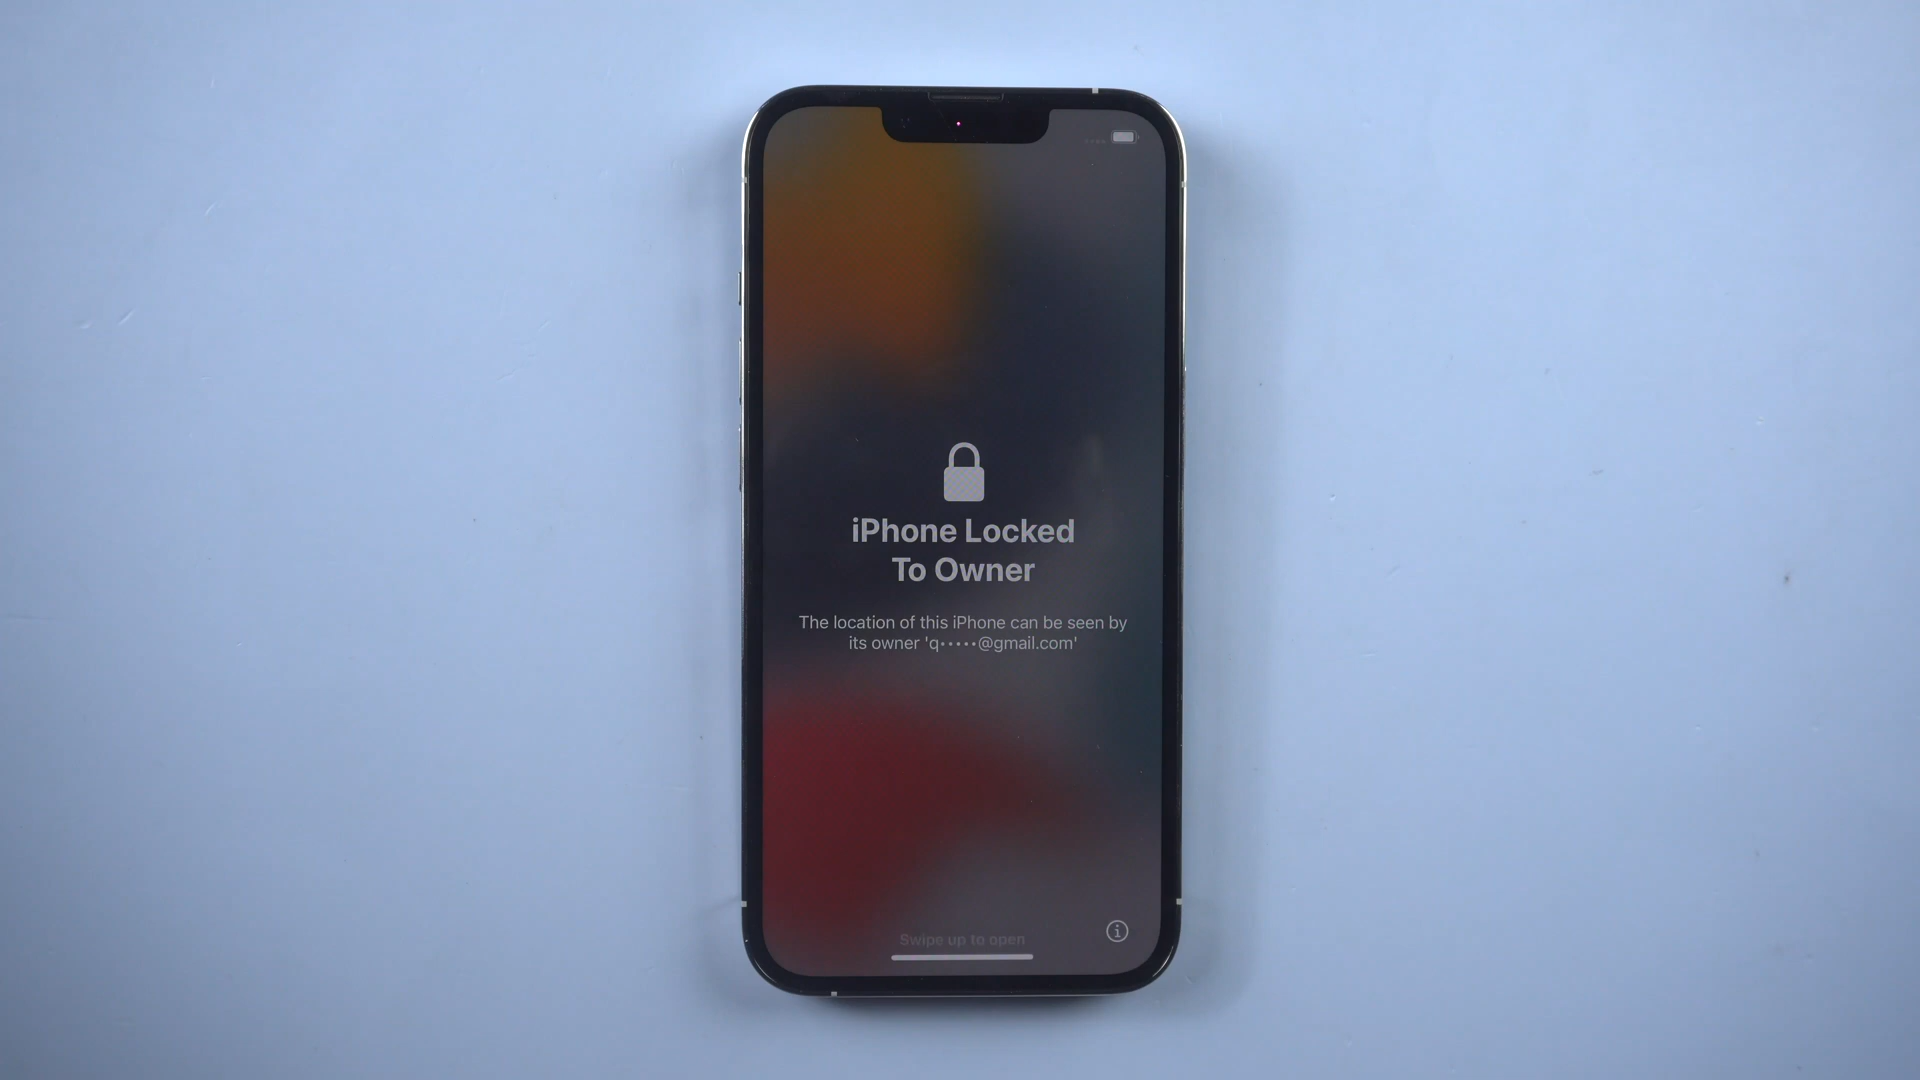 iPhone Locked
To Owner
The location of this iPhone can be seen by
its owner 'q•••••@gmail.com'
Swipe up to open